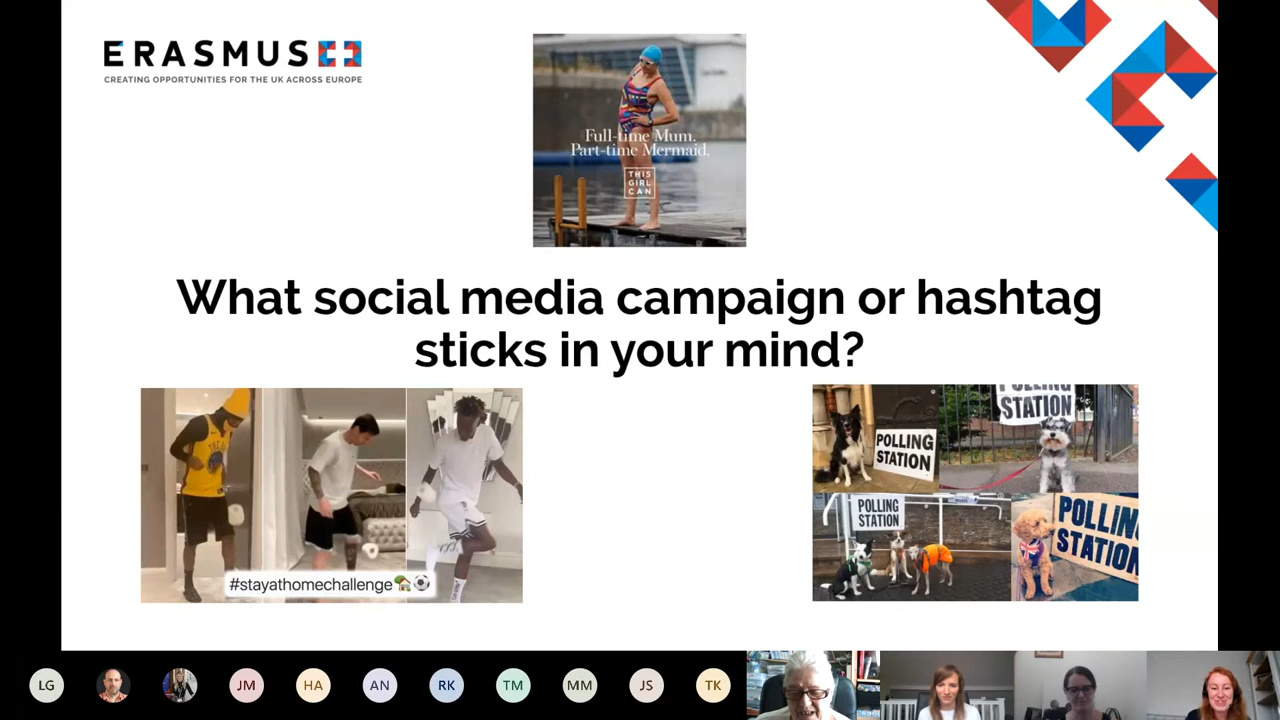 ERASMUS
CREATING OPPORTUNITIES FOR THE UK ACROSS EUROPE
Full-time Mum.
Part-time Mermaid.
THIS
GIRL
CAN
What social media campaign or hashtag
sticks in your mind?
#stayathomechallenge
POLLING
STATION
POLLING
STATION
POLLING
STATION
POLLIN
STATION
LG
JM
HA
AN
RK
TM
MM
JS
TK